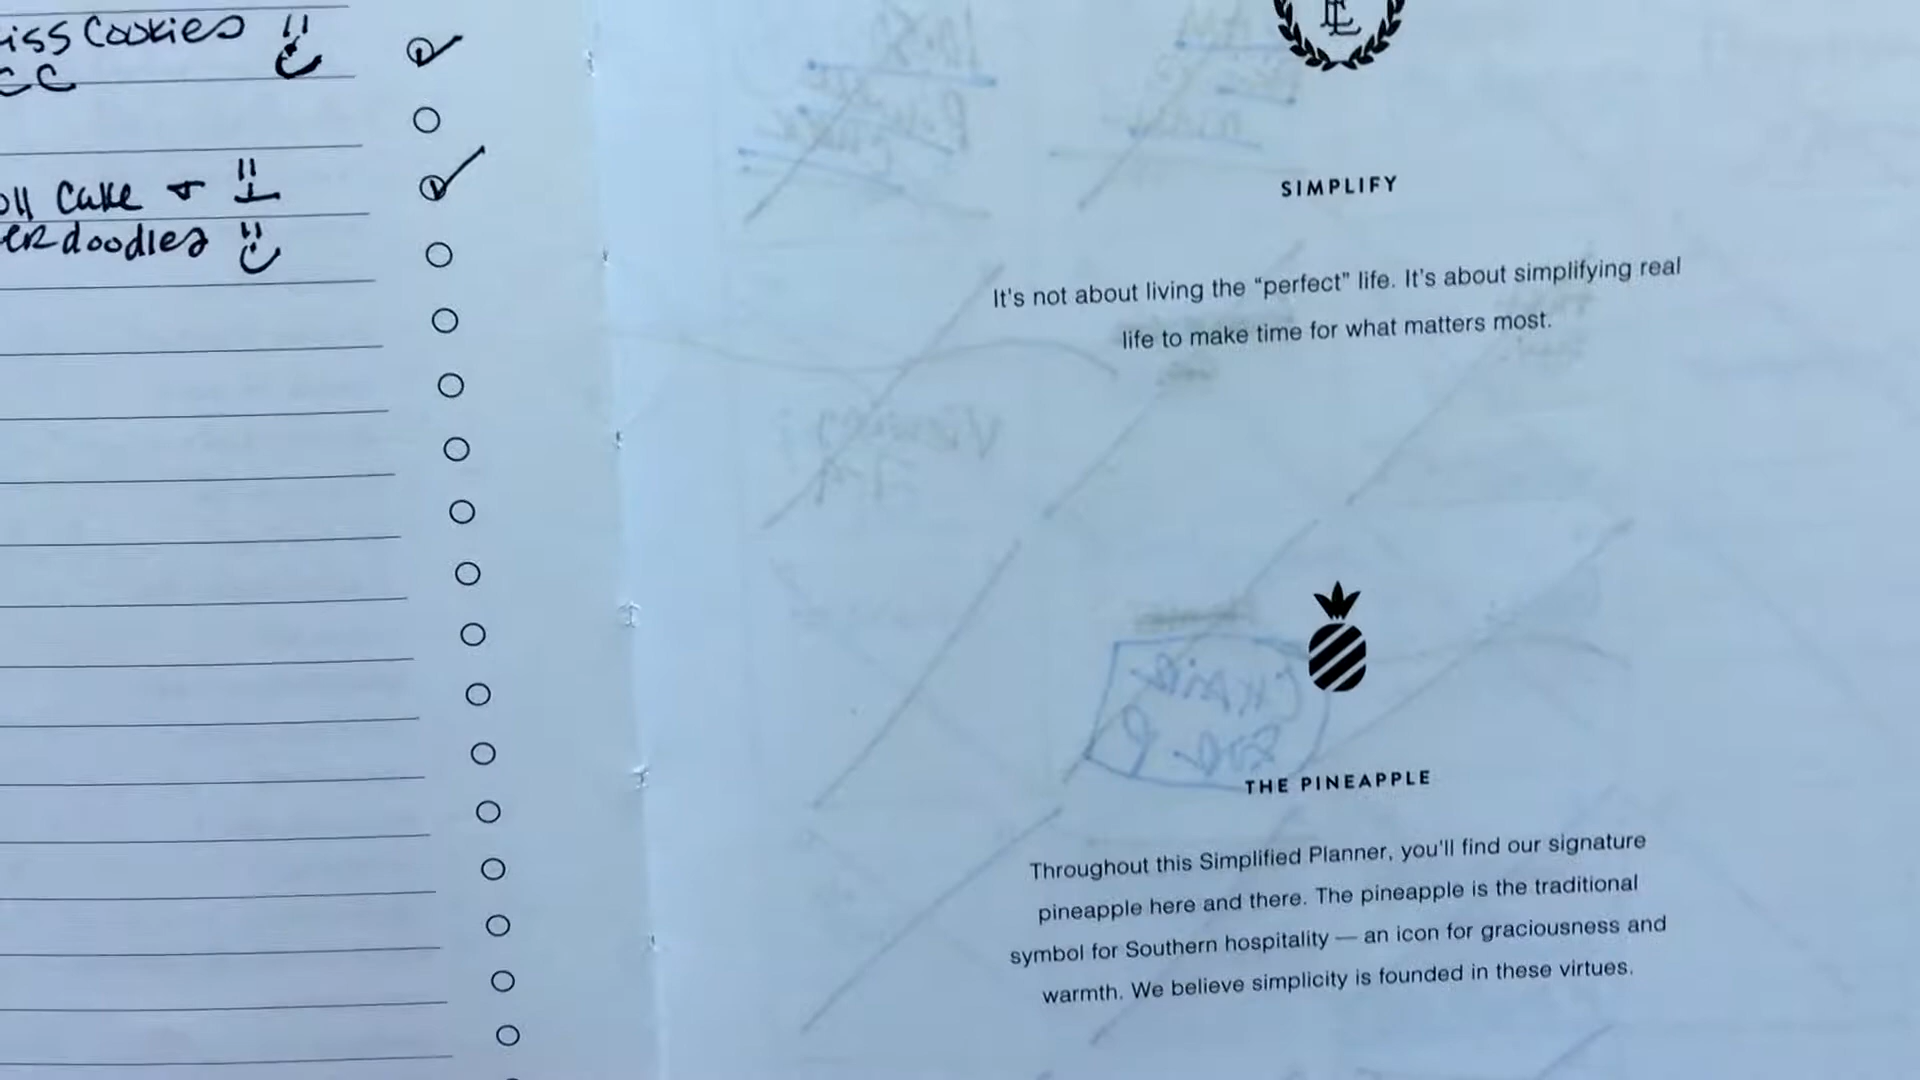 iss Cookies
CC
oll Cake &
erdoodles
EL
SIMPLIFY
It's not about living the “perfect” life. It's about simplifying real
life to make time for what matters most.
THE PINEAPPLE
Throughout this Simplified Planner, you'll find our signature
pineapple here and there. The pineapple is the traditional
symbol for Southern hospitality — an icon for graciousness and
warmth. We believe simplicity is founded in these virtues.